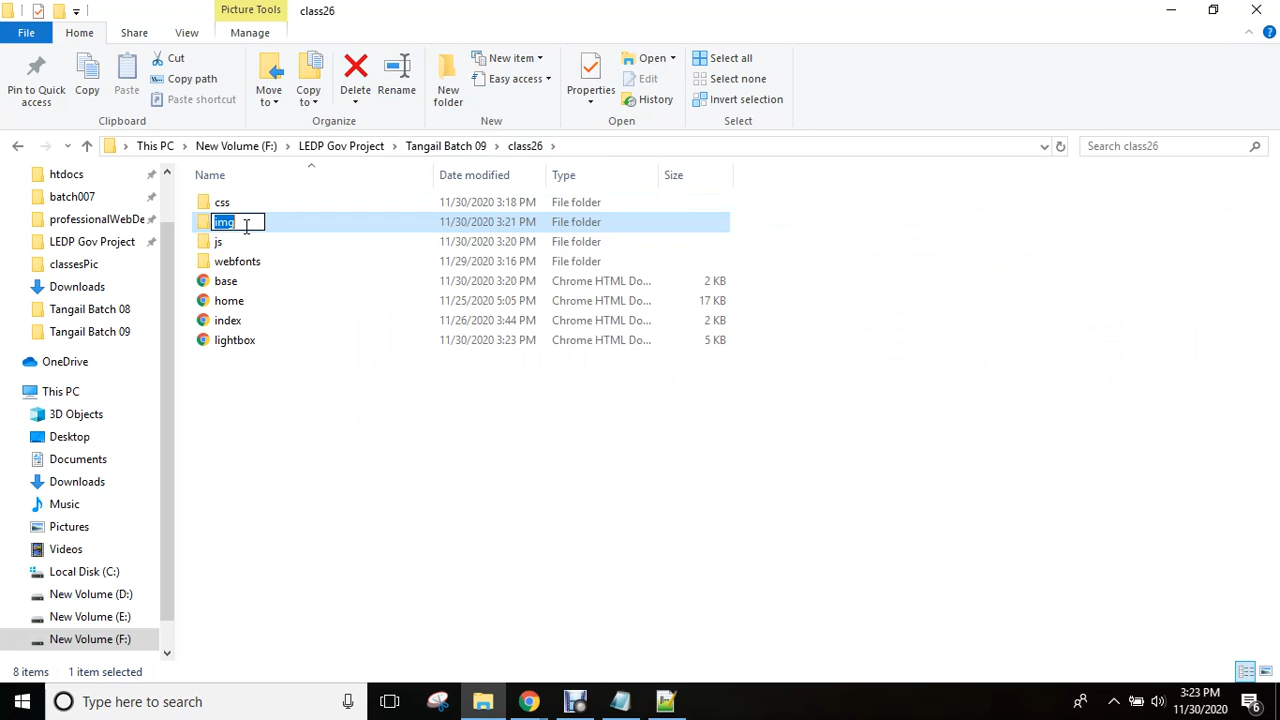 Picture Tools
class26
File
Home
Share
View
Manage
Pin to Quick access
Copy
Paste
Cut
Copy path
Paste shortcut
Clipboard
Move to
Copy to
Delete
Rename
Organize
New folder
New item
Easy access
New
Properties
Open
Edit
History
Open
Select all
Select none
Invert selection
Select
This PC
New Volume (F:)
LEDP Gov Project
Tangail Batch 09
class26
Search class26
htdocs
batch007
professionalWebDe
LEDP Gov Project
classesPic
Downloads
Tangail Batch 08
Tangail Batch 09
OneDrive
This PC
3D Objects
Desktop
Documents
Downloads
Music
Pictures
Videos
Local Disk (C:)
New Volume (D:)
New Volume (E:)
New Volume (F:)
Name Date modified Type Size
css 11/30/2020 3:18 PM File folder
img 11/30/2020 3:21 PM File folder
js 11/30/2020 3:20 PM File folder
webfonts 11/29/2020 3:16 PM File folder
base 11/30/2020 3:20 PM Chrome HTML Do... 2 KB
home 11/25/2020 5:05 PM Chrome HTML Do... 17 KB
index 11/26/2020 3:44 PM Chrome HTML Do... 2 KB
lightbox 11/30/2020 3:23 PM Chrome HTML Do... 5 KB
8 items 1 item selected
Type here to search
3:23 PM
11/30/2020
6